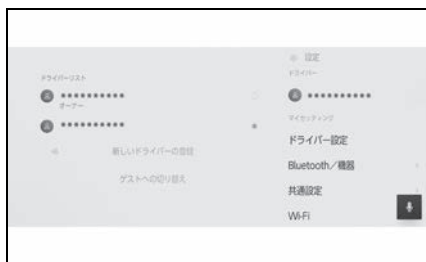 ドライバーリスト
●●●●●●●●●●
オーナー
●●●●●●●●●●
新しいドライバーの登録
ゲストへの切り替え
設定
ドライバー
●●●●●●●●●●
マイセッティング
ドライバー設定
Bluetooth／機器
共通設定
Wi-Fi